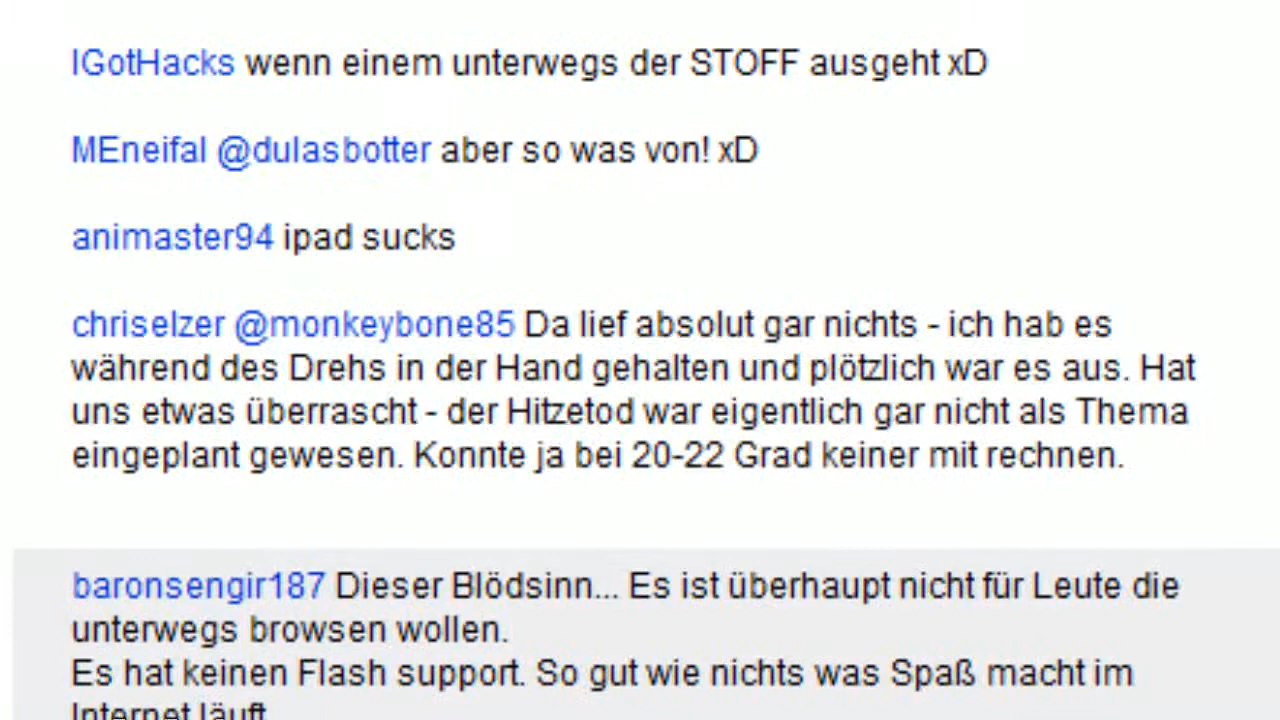 IGotHacks wenn einem unterwegs der STOFF ausgeht xD
MEneifal @dulasbotter aber so was von! xD
animaster94 ipad sucks
chriselzer @monkeybone85 Da lief absolut gar nichts - ich hab es
während des Drehs in der Hand gehalten und plötzlich war es aus. Hat
uns etwas überrascht - der Hitzetod war eigentlich gar nicht als Thema
eingeplant gewesen. Konnte ja bei 20-22 Grad keiner mit rechnen.
baronsengir187 Dieser Blödsinn... Es ist überhaupt nicht für Leute die
unterwegs browsen wollen.
Es hat keinen Flash support. So gut wie nichts was Spaß macht im
Internet läuft